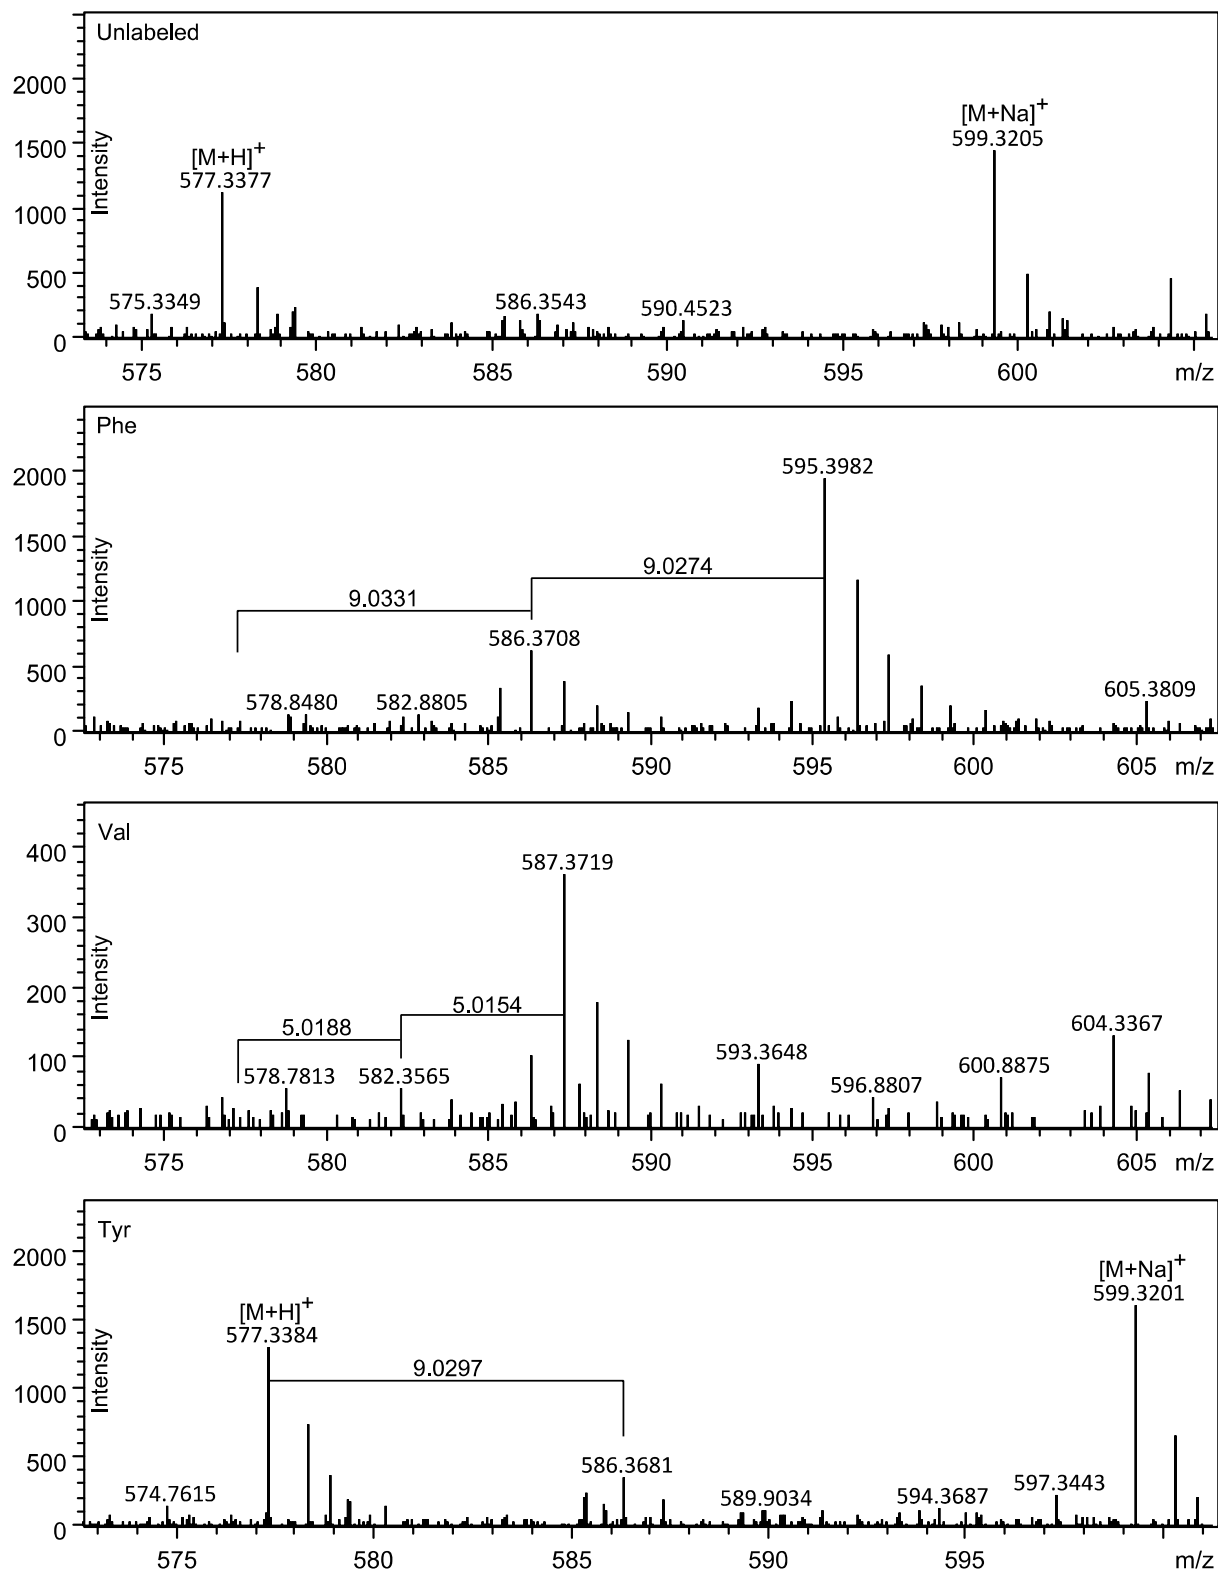 Unlabeled
2000
1500
1000
500
0
Intensity
[M+H]+
577.3377
575.3349
586.3543
590.4523
[M+Na]+
599.3205
575 580 585 590 595 600 m/z
Phe
2000
1500
1000
500
0
Intensity
595.3982
9.0274
9.0331
586.3708
578.8480 582.8805
605.3809
575 580 585 590 595 600 605 m/z
Val
400
300
200
100
0
Intensity
587.3719
5.0154
5.0188
578.7813 582.3565
593.3648
596.8807
600.8875
604.3367
575 580 585 590 595 600 605 m/z
Tyr
2000
1500
1000
500
0
Intensity
[M+H]+
577.3384
9.0297
574.7615
586.3681
589.9034
594.3687
597.3443
[M+Na]+
599.3201
575 580 585 590 595 m/z